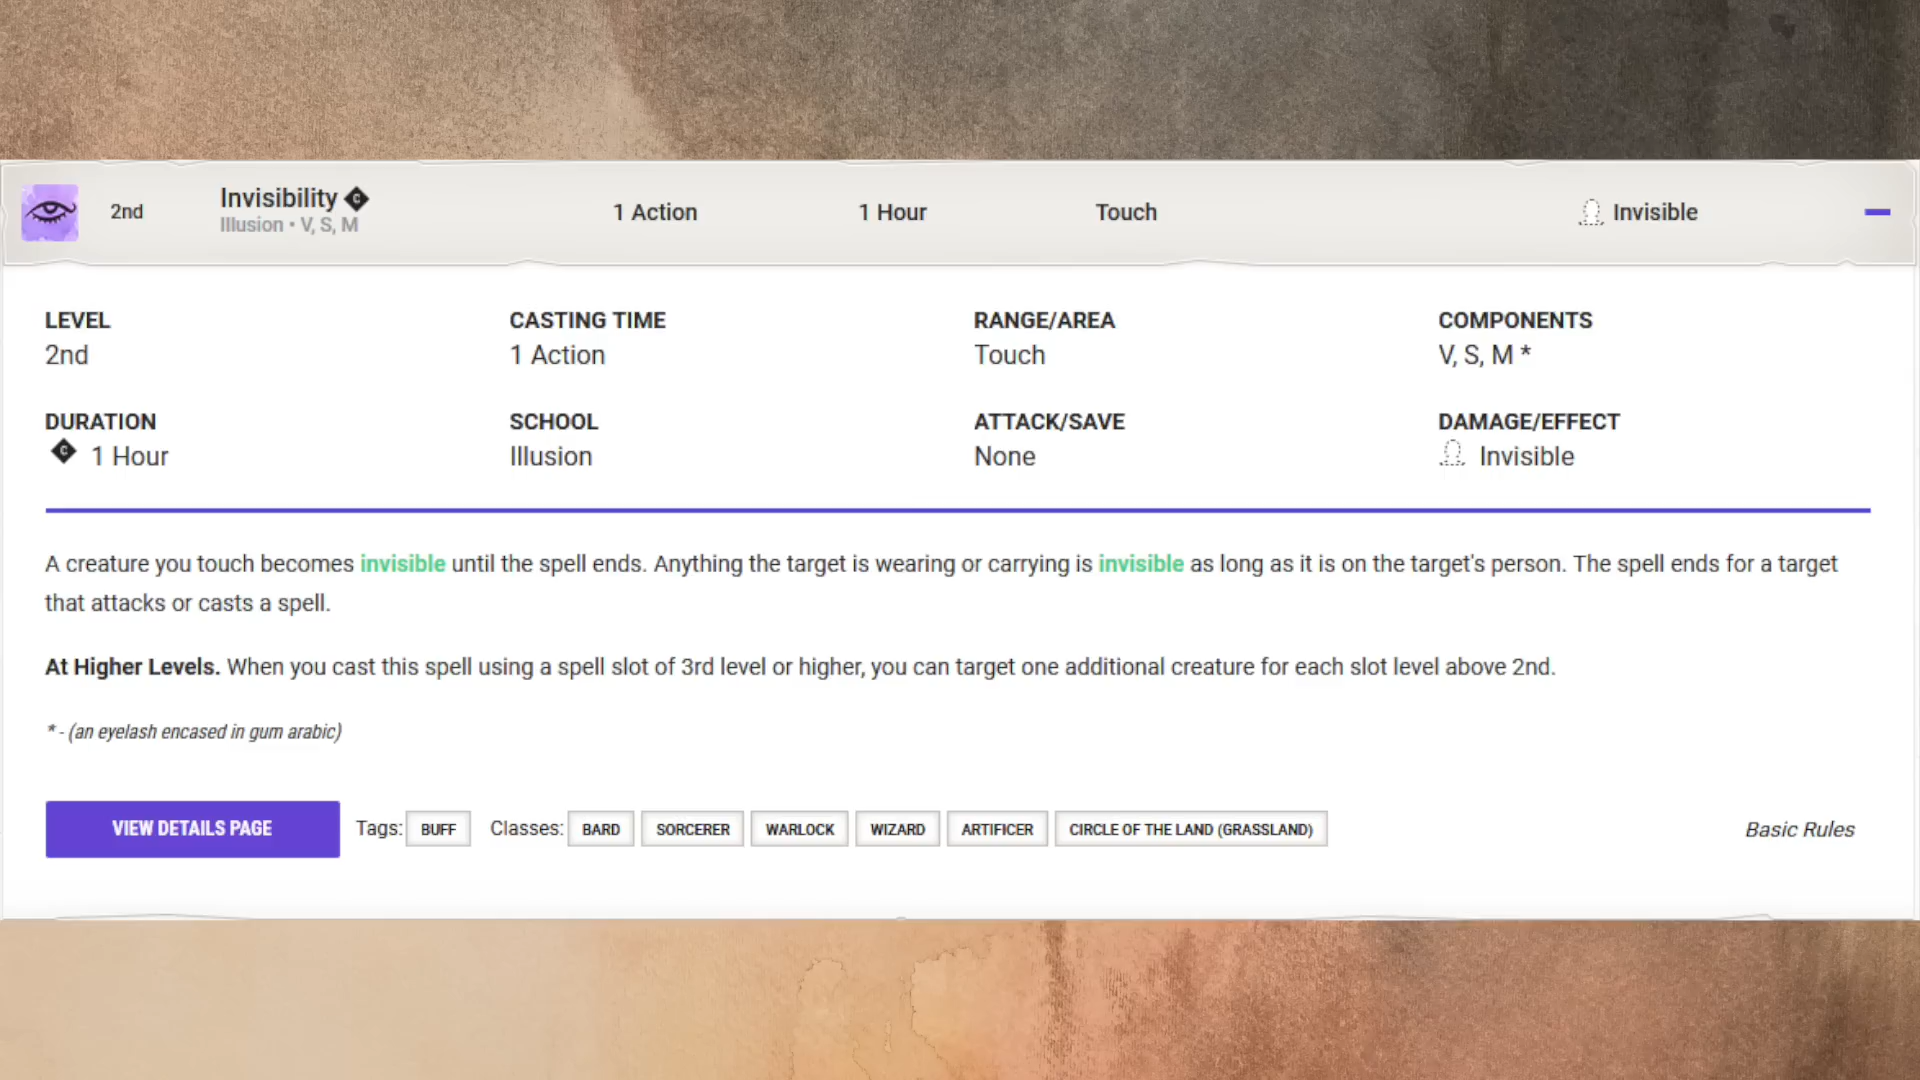 2nd
Invisibility C
Illusion • V, S, M
1 Action
1 Hour
Touch
Invisible
LEVEL
2nd
CASTING TIME
1 Action
RANGE/AREA
Touch
COMPONENTS
V, S, M *
DURATION
C 1 Hour
SCHOOL
Illusion
ATTACK/SAVE
None
DAMAGE/EFFECT
Invisible
A creature you touch becomes invisible until the spell ends. Anything the target is wearing or carrying is invisible as long as it is on the target's person. The spell ends for a target
that attacks or casts a spell.
At Higher Levels. When you cast this spell using a spell slot of 3rd level or higher, you can target one additional creature for each slot level above 2nd.
* - (an eyelash encased in gum arabic)
VIEW DETAILS PAGE
Tags: BUFF
Classes: BARD SORCERER WARLOCK WIZARD ARTIFICER CIRCLE OF THE LAND (GRASSLAND)
Basic Rules